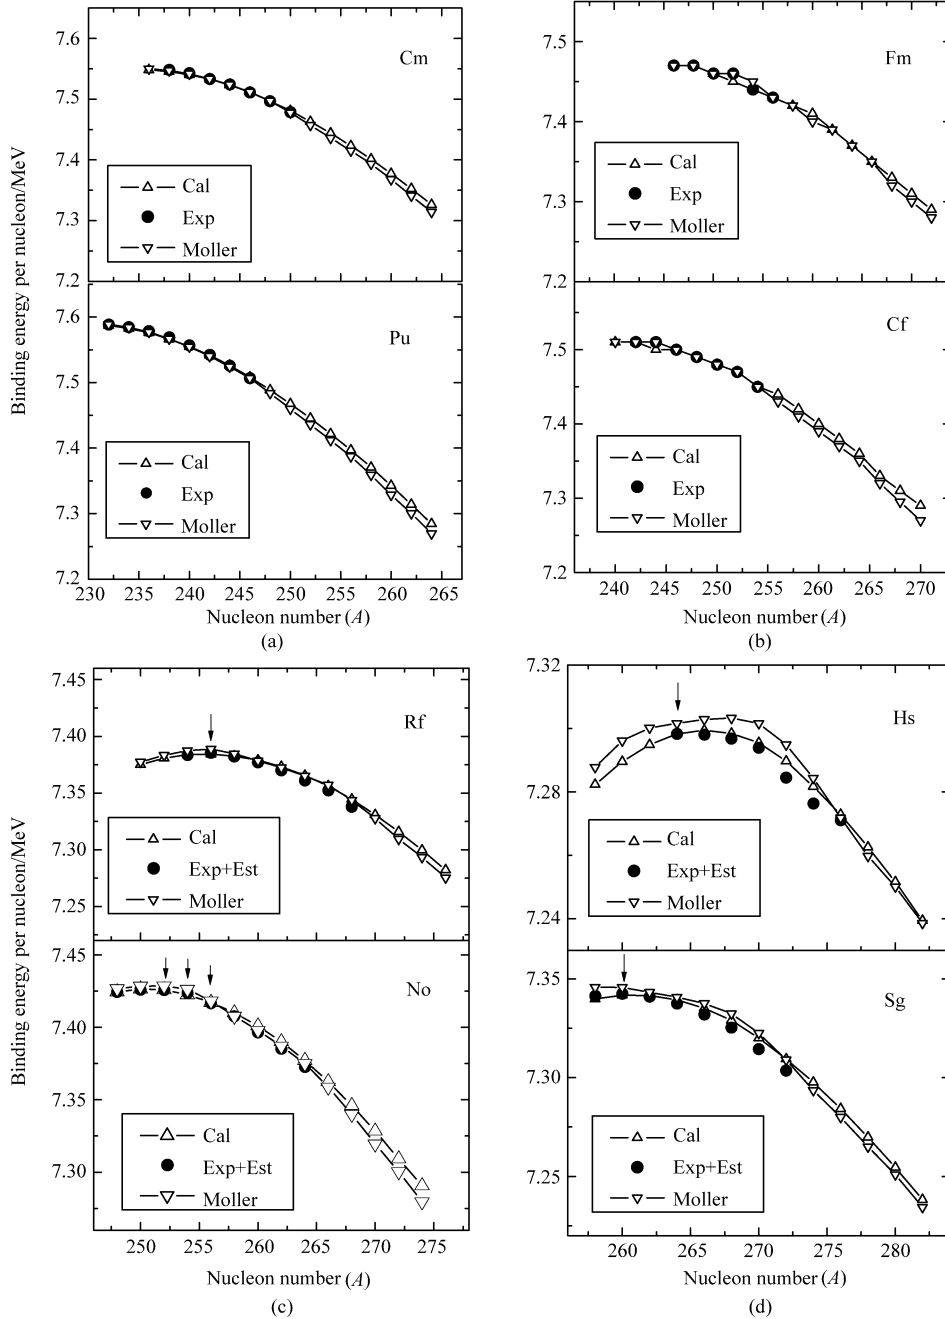 7.6
7.5
7.4
7.3
7.2
Cm
Cal
Exp
Moller
7.6
7.5
7.4
7.3
7.2
Pu
Cal
Exp
Moller
230 235 240 245 250 255 260 265
Nucleon number (A)
(a)
Binding energy per nucleon/MeV
7.5
7.4
7.3
7.2
Fm
Cal
Exp
Moller
7.5
7.4
7.3
7.2
Cf
Cal
Exp
Moller
240 245 250 255 260 265 270
Nucleon number (A)
(b)
7.45
7.40
7.35
7.30
7.25
Rf
Cal
Exp+Est
Moller
7.45
7.40
7.35
7.30
No
Cal
Exp+Est
Moller
250 255 260 265 270 275
Nucleon number (A)
(c)
Binding energy per nucleon/MeV
7.32
7.28
7.24
Hs
Cal
Exp+Est
Moller
7.35
7.30
7.25
Sg
Cal
Exp+Est
Moller
260 265 270 275 280
Nucleon number (A)
(d)